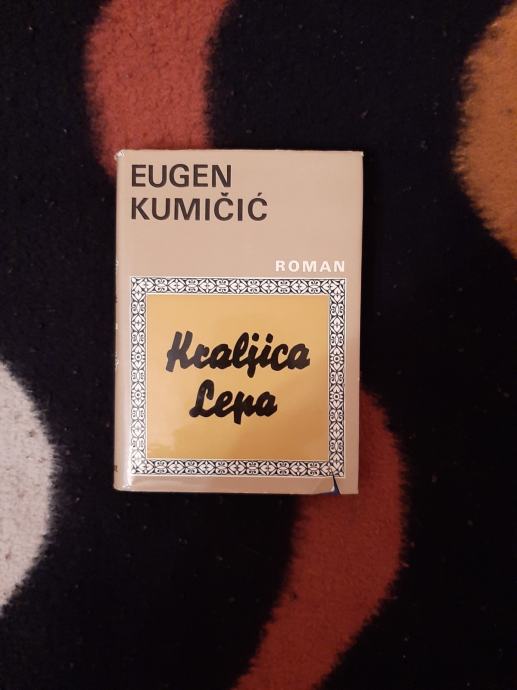 EUGEN
KUMIČIĆ
ROMAN
Kraljica
Lepa